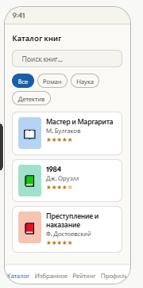 9:41
Каталог книг
Поиск книг...
Все
Роман
Наука
Детектив
Мастер и Маргарита
М. Булгаков
★★★★★
1984
Дж. Оруэлл
★★★★☆
Преступление и
наказание
Ф. Достоевский
★★★★★
Каталог Избранное Рейтинг Профиль